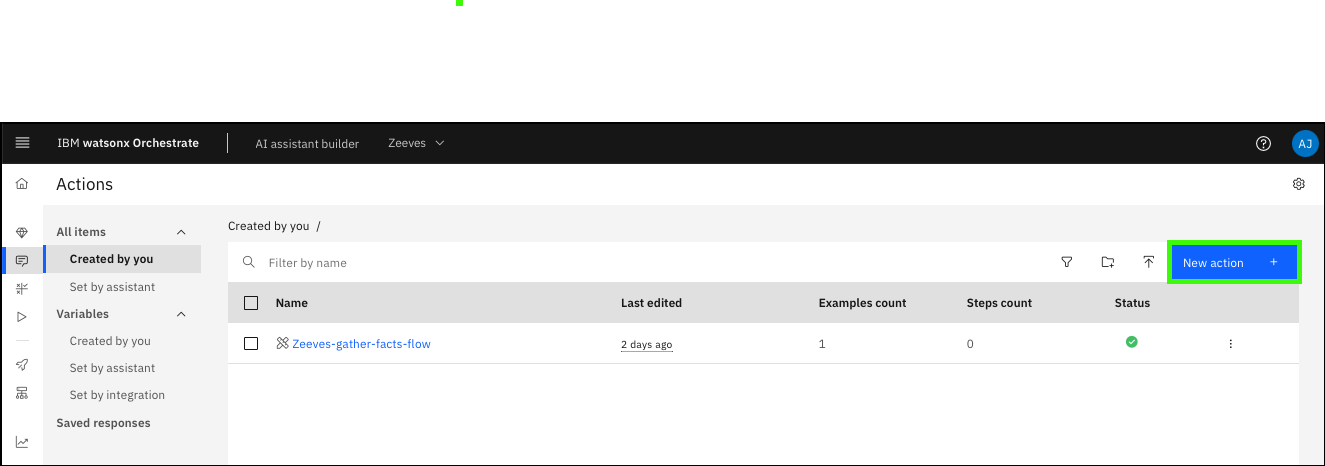 IBM watsonx Orchestrate AI assistant builder Zeeves AJ
Actions
All items
Created by you
Set by assistant
Variables
Created by you
Set by assistant
Set by integration
Saved responses
Created by you /
Filter by name New action +
Name Last edited Examples count Steps count Status
Zeeves-gather-facts-flow 2 days ago 1 0